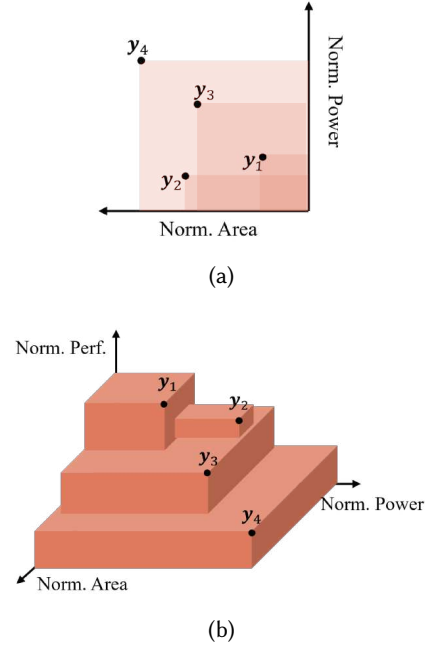 y₄
y₃
y₁
y₂
Norm. Power
Norm. Area
(a)
Norm. Perf.
y₁
y₂
y₃
y₄
Norm. Power
Norm. Area
(b)